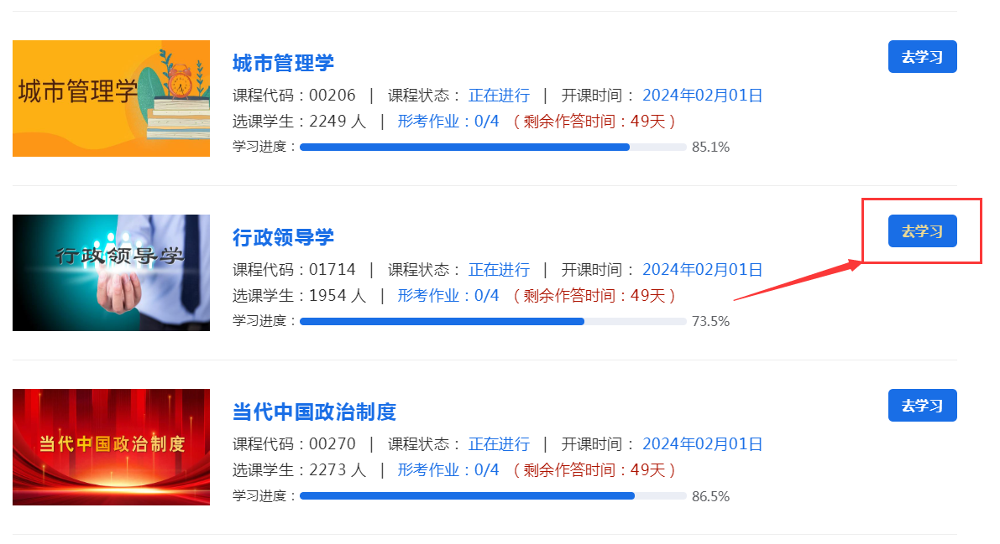 城市管理学
城市管理学
去学习
课程代码：00206 | 课程状态： 正在进行 | 开课时间： 2024年02月01日
选课学生：2249 人 | 形考作业：0/4 （剩余作答时间：49天）
学习进度： 85.1%
行政领导学
行政领导学
去学习
课程代码：01714 | 课程状态： 正在进行 | 开课时间： 2024年02月01日
选课学生：1954 人 | 形考作业：0/4 （剩余作答时间：49天）
学习进度： 73.5%
当代中国政治制度
当代中国政治制度
去学习
课程代码：00270 | 课程状态： 正在进行 | 开课时间： 2024年02月01日
选课学生：2273 人 | 形考作业：0/4 （剩余作答时间：49天）
学习进度： 86.5%